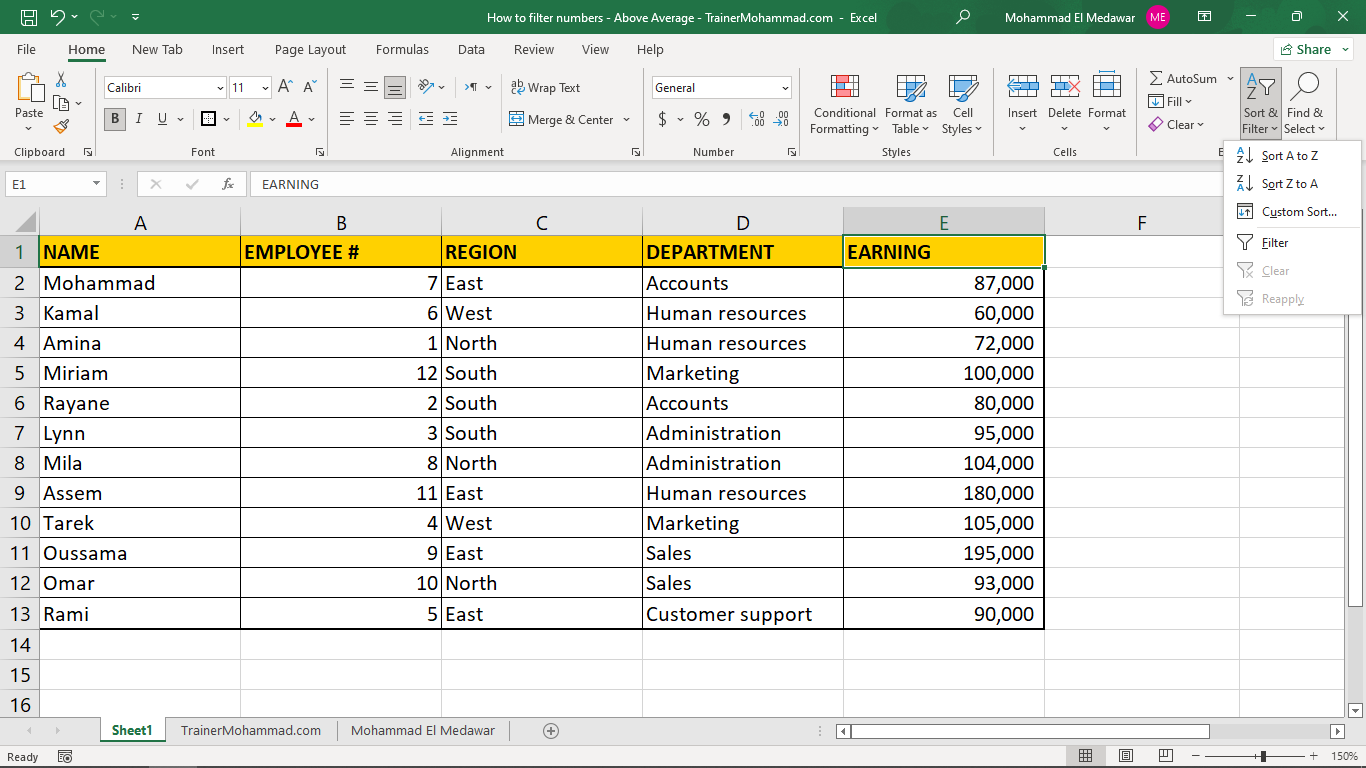 How to filter numbers - Above Average - TrainerMohammad.com - Excel
Mohammad El Medawar ME
File Home New Tab Insert Page Layout Formulas Data Review View Help Share
Paste
Clipboard
Calibri 11
B I U
Font
Wrap Text
Merge & Center
Alignment
General
$ % 9
Number
Conditional Formatting
Format as Table
Cell Styles
Styles
Insert Delete Format
Cells
AutoSum
Fill
Clear
Sort & Filter
Find & Select
E
Sort A to Z
Sort Z to A
Custom Sort...
Filter
Clear
Reapply
E1 fx EARNING
A B C D E F
1 NAME EMPLOYEE # REGION DEPARTMENT EARNING
2 Mohammad 7 East Accounts 87,000
3 Kamal 6 West Human resources 60,000
4 Amina 1 North Human resources 72,000
5 Miriam 12 South Marketing 100,000
6 Rayane 2 South Accounts 80,000
7 Lynn 3 South Administration 95,000
8 Mila 8 North Administration 104,000
9 Assem 11 East Human resources 180,000
10 Tarek 4 West Marketing 105,000
11 Oussama 9 East Sales 195,000
12 Omar 10 North Sales 93,000
13 Rami 5 East Customer support 90,000
14
15
16
Sheet1 TrainerMohammad.com Mohammad El Medawar
Ready 150%